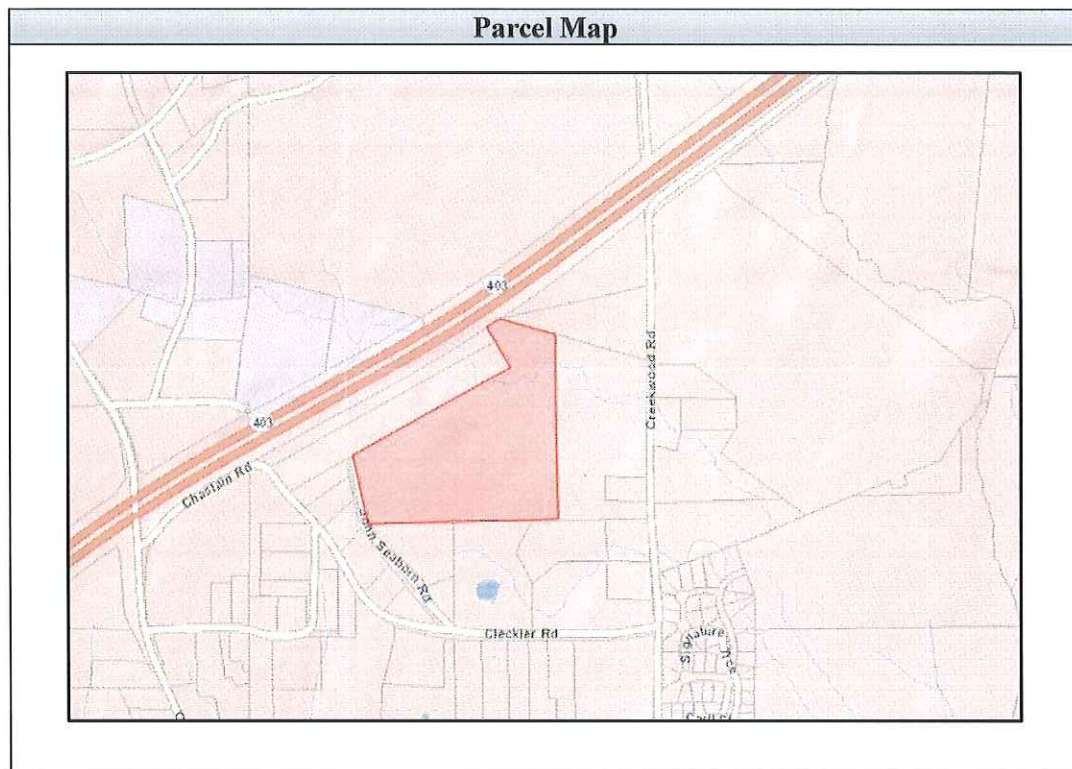 Parcel Map
403
Creekwood Rd
403
Chastain Rd
John Seaborn Rd
Cleckler Rd
Signature